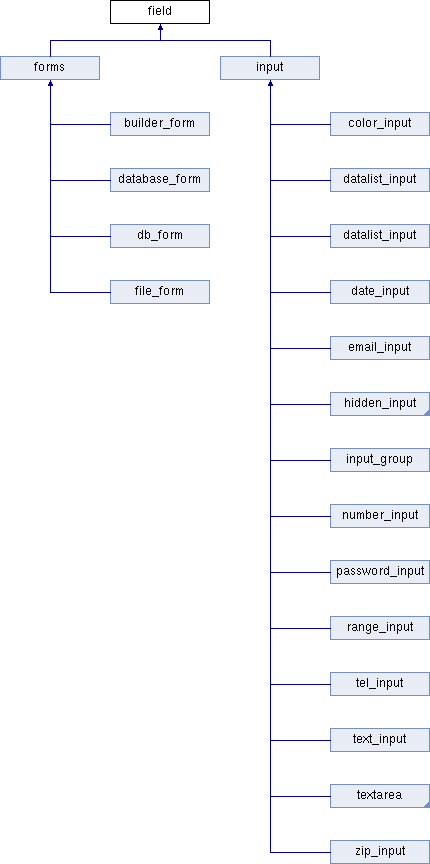 field
forms
input
builder_form
color_input
database_form
datalist_input
db_form
datalist_input
file_form
date_input
email_input
hidden_input
input_group
number_input
password_input
range_input
tel_input
text_input
textarea
zip_input